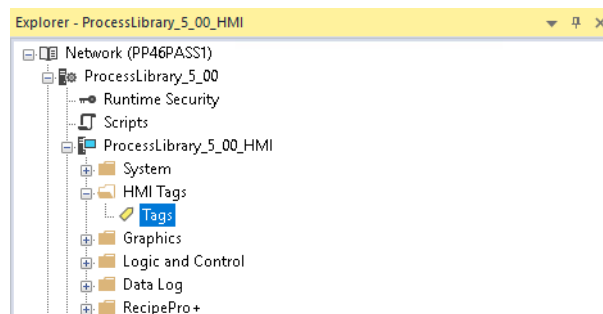 Explorer - ProcessLibrary_5_00_HMI
Network (PP46PASS1)
ProcessLibrary_5_00
Runtime Security
Scripts
ProcessLibrary_5_00_HMI
System
HMI Tags
Tags
Graphics
Logic and Control
Data Log
RecipePro+